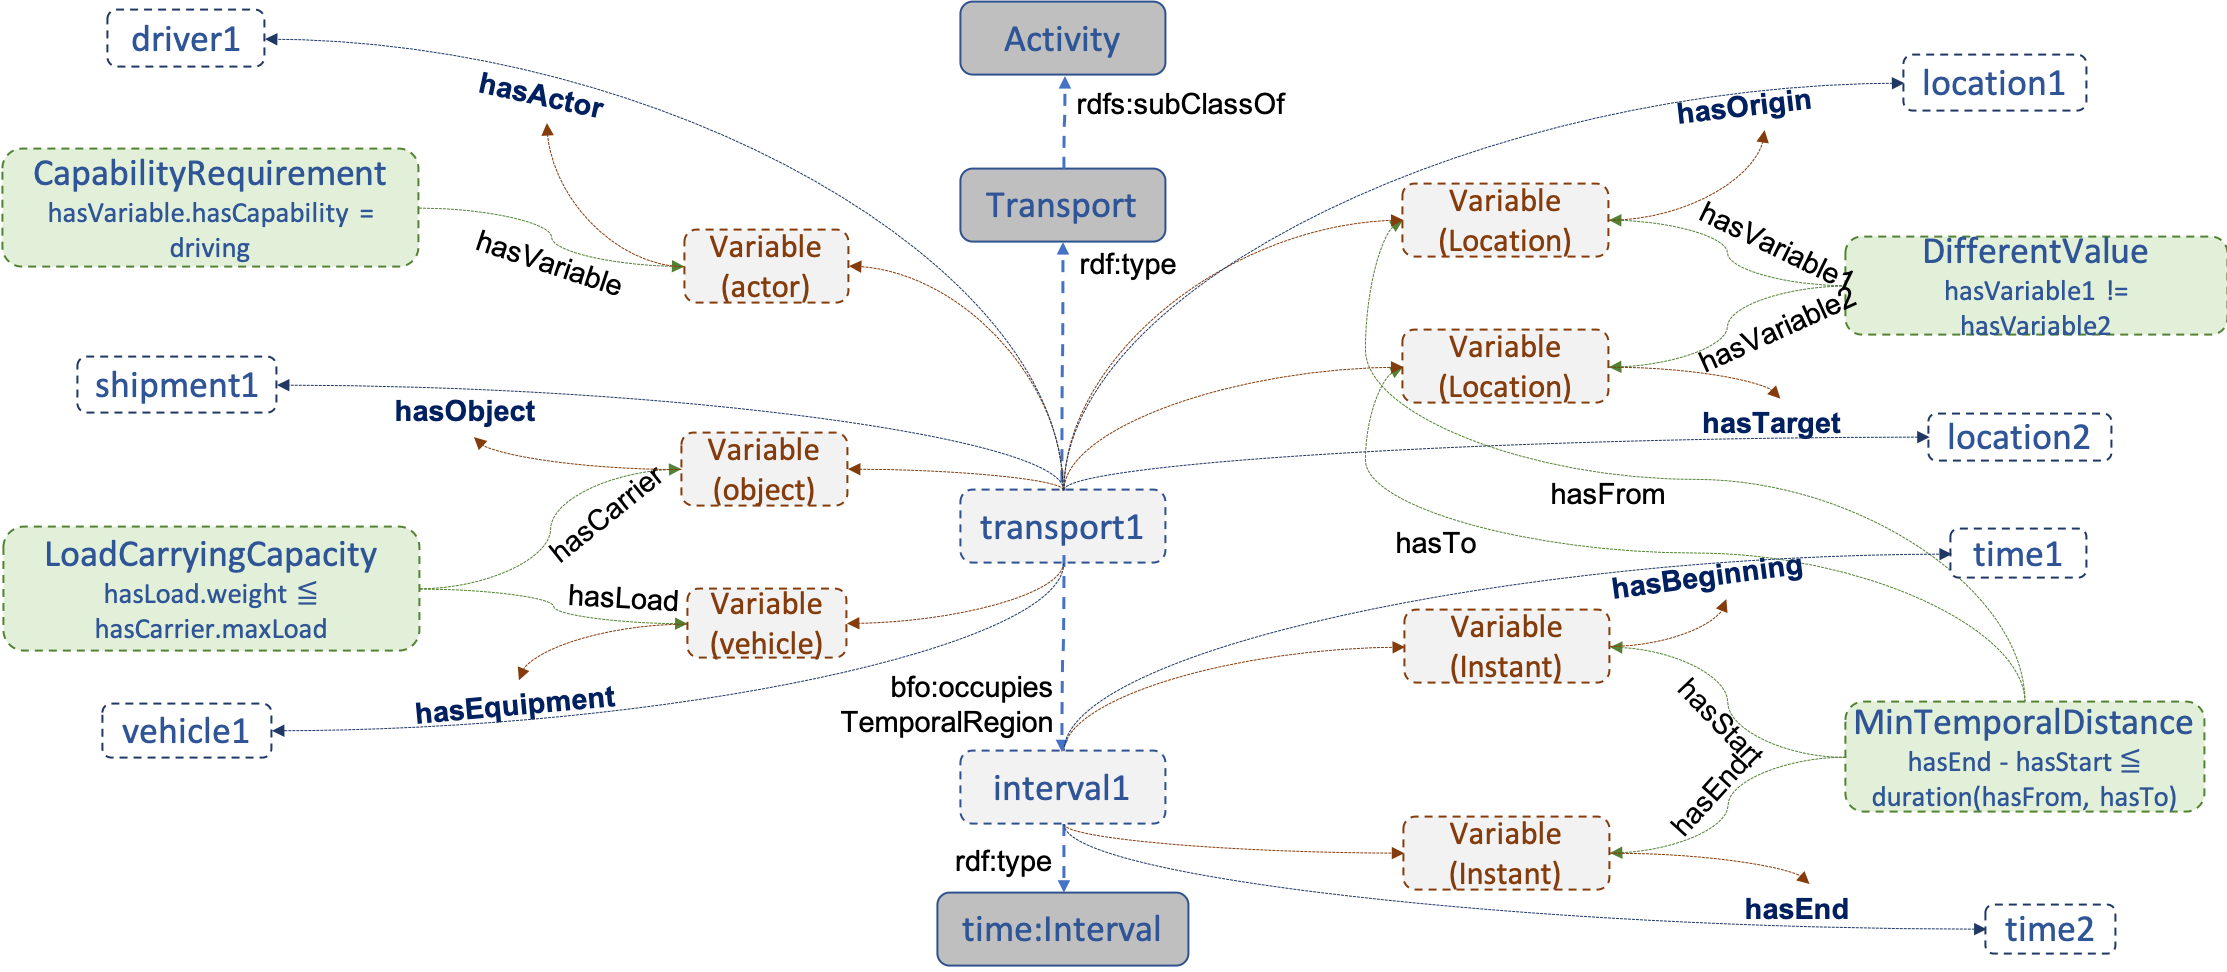 driver1
Activity
hasActor
rdfs:subClassOf
location1
hasOrigin
CapabilityRequirement
hasVariable.hasCapability =
driving
hasVariable
Variable
(actor)
Transport
rdf:type
Variable
(Location)
hasVariable1
DifferentValue
hasVariable1 !=
hasVariable2
hasVariable2
Variable
(Location)
shipment1
hasObject
hasTarget
location2
Variable
(object)
hasCarrier
transport1
hasFrom
hasTo
time1
LoadCarryingCapacity
hasLoad.weight ≦
hasCarrier.maxLoad
hasLoad
Variable
(vehicle)
hasBeginning
Variable
(Instant)
hasEquipment
vehicle1
bfo:occupies
TemporalRegion
hasStart
MinTemporalDistance
hasEnd - hasStart ≦
duration(hasFrom, hasTo)
hasEnd
interval1
Variable
(Instant)
rdf:type
hasEnd
time:Interval
time2